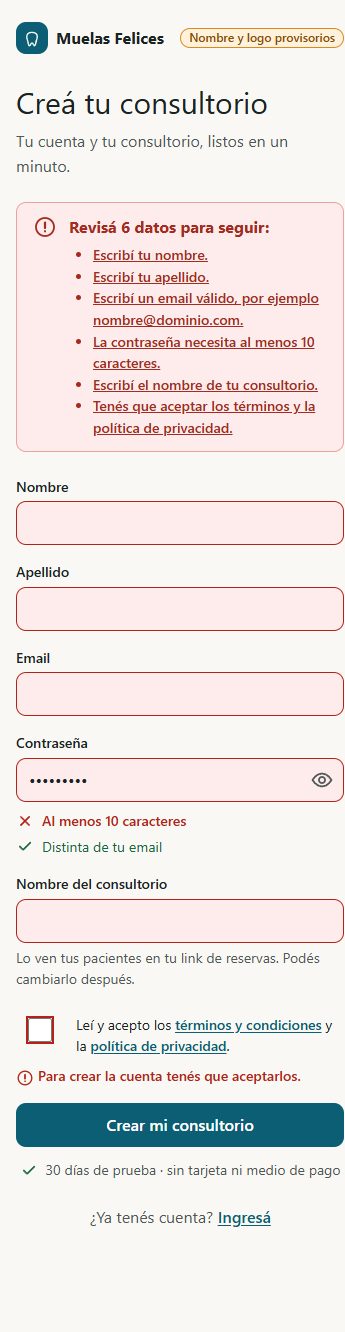 Muelas Felices
Nombre y logo provisorios
Creá tu consultorio
Tu cuenta y tu consultorio, listos en un
minuto.
Revisá 6 datos para seguir:
• Escribí tu nombre.
• Escribí tu apellido.
• Escribí un email válido, por ejemplo
nombre@dominio.com.
• La contraseña necesita al menos 10
caracteres.
• Escribí el nombre de tu consultorio.
• Tenés que aceptar los términos y la
política de privacidad.
Nombre
Apellido
Email
Contraseña
•••••••••
Al menos 10 caracteres
Distinta de tu email
Nombre del consultorio
Lo ven tus pacientes en tu link de reservas. Podés
cambiarlo después.
Leí y acepto los términos y condiciones y
la política de privacidad.
Para crear la cuenta tenés que aceptarlos.
Crear mi consultorio
30 días de prueba · sin tarjeta ni medio de pago
¿Ya tenés cuenta? Ingresá